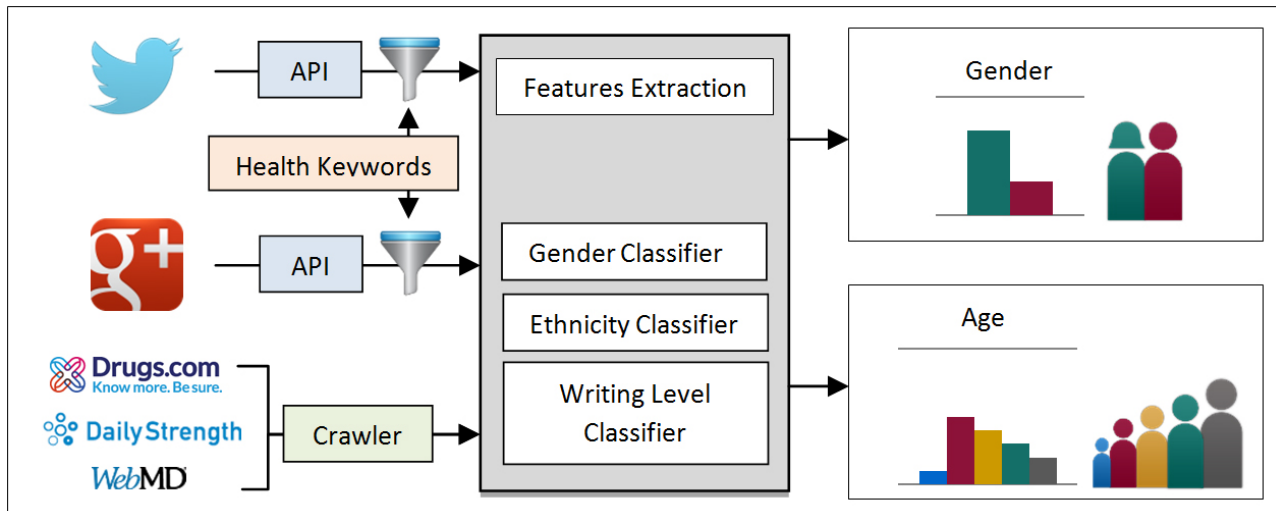 API
Features Extraction
Gender
Health Keywords
g+
API
Gender Classifier
Ethnicity Classifier
Age
Drugs.com
Know more. Be sure.
DailyStrength
WebMD
Crawler
Writing Level
Classifier